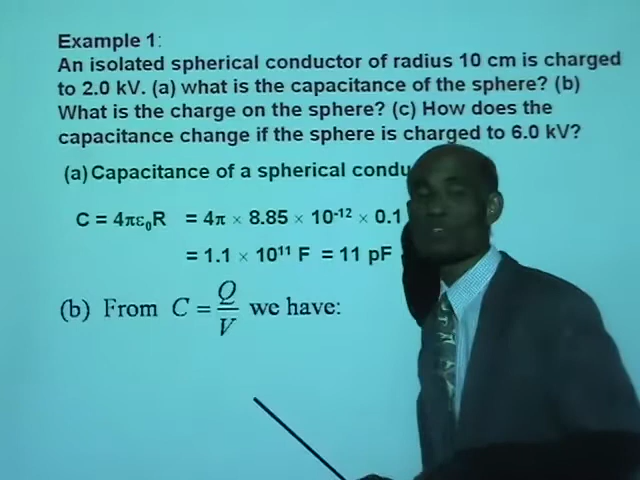 Example 1:
An isolated spherical conductor of radius 10 cm is charged
to 2.0 kV. (a) what is the capacitance of the sphere? (b)
What is the charge on the sphere? (c) How does the
capacitance change if the sphere is charged to 6.0 kV?
(a) Capacitance of a spherical condu
C = 4πε₀R = 4π × 8.85 × 10⁻¹² × 0.1
= 1.1 × 10¹¹ F = 11 pF
(b) From C = Q/V we have: